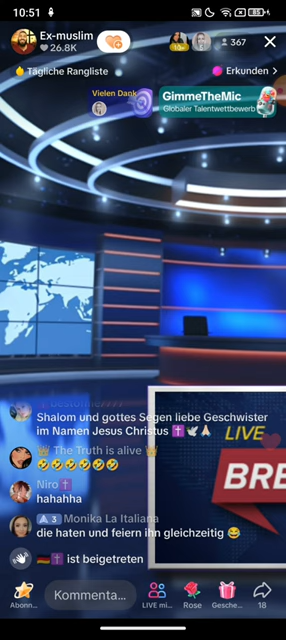 10:51
85
Ex-muslim
26.8K
367
Tägliche Rangliste
Erkunden >
Vielen Dank
GimmeTheMic
Globaler Talentwettbewerb
Shalom und gottes Segen liebe Geschwister
im Namen Jesus Christus ✝️🕊️🙏🏻
LIVE
👑 The Truth is alive 👑
🤣🤣🤣🤣🤣🤣
BRE
Niro✝️
hahahha
3 Monika La Italiana
die haten und feiern ihn gleichzeitig 😂
🇩🇪✝️ ist beigetreten
Abonn...
Kommenta...
LIVE mi...
Rose
Gesche...
18